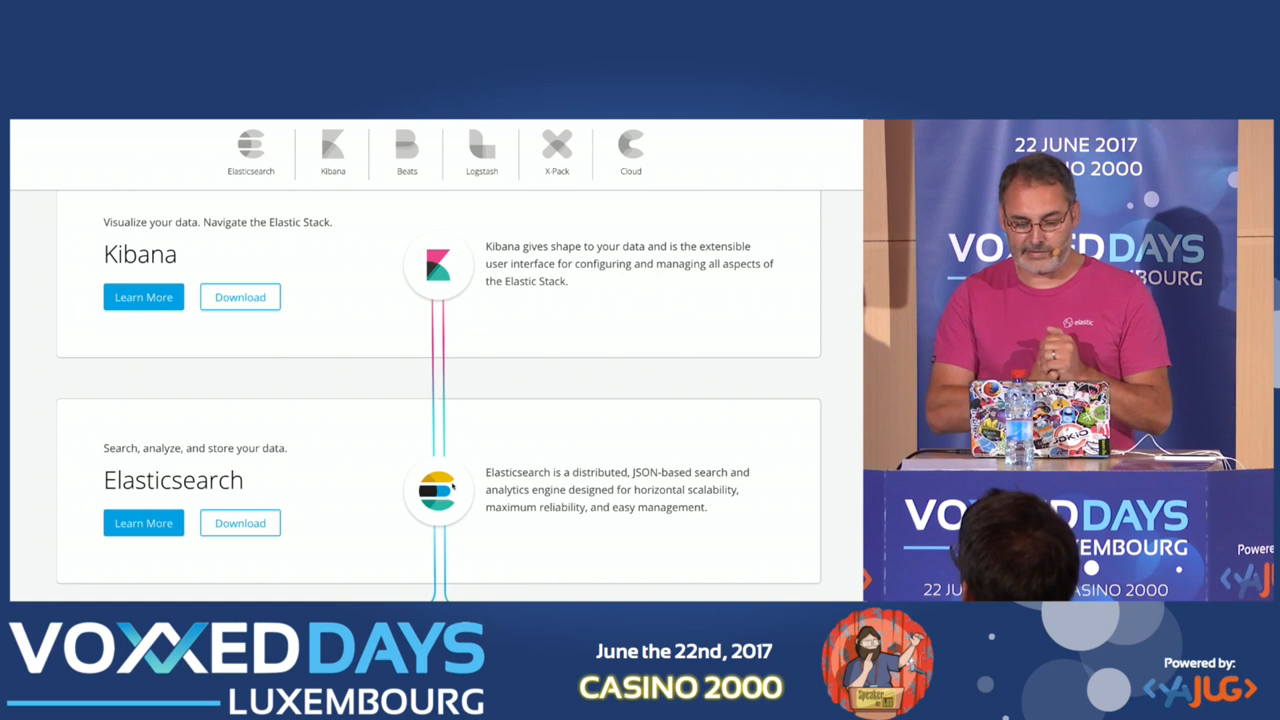 Elasticsearch
Kibana
Beats
Logstash
X-Pack
Cloud
Visualize your data. Navigate the Elastic Stack.
Kibana
Learn More
Download
Kibana gives shape to your data and is the extensible
user interface for configuring and managing all aspects of
the Elastic Stack.
Search, analyze, and store your data.
Elasticsearch
Learn More
Download
Elasticsearch is a distributed, JSON-based search and
analytics engine designed for horizontal scalability,
maximum reliability, and easy management.
22 JUNE 2017
2000
VOXXED DAYS
LUXEMBOURG
elastic
VOXXED DAYS
EMBOURG
22 JU
ASINO 2000
Powere
VOXXED DAYS
LUXEMBOURG
June the 22nd, 2017
CASINO 2000
Speaker
Powered by:
<YAJUG>